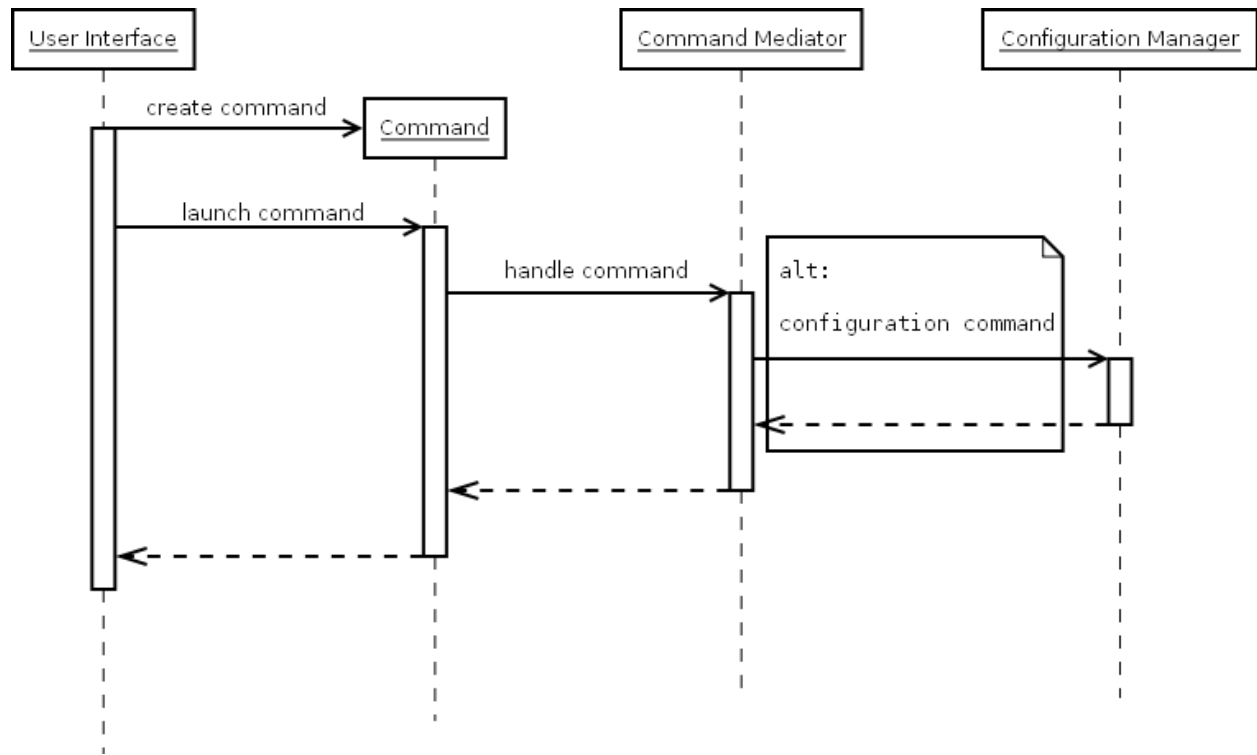 User Interface
Command Mediator
Configuration Manager
create command
Command
launch command
handle command
alt:
configuration command